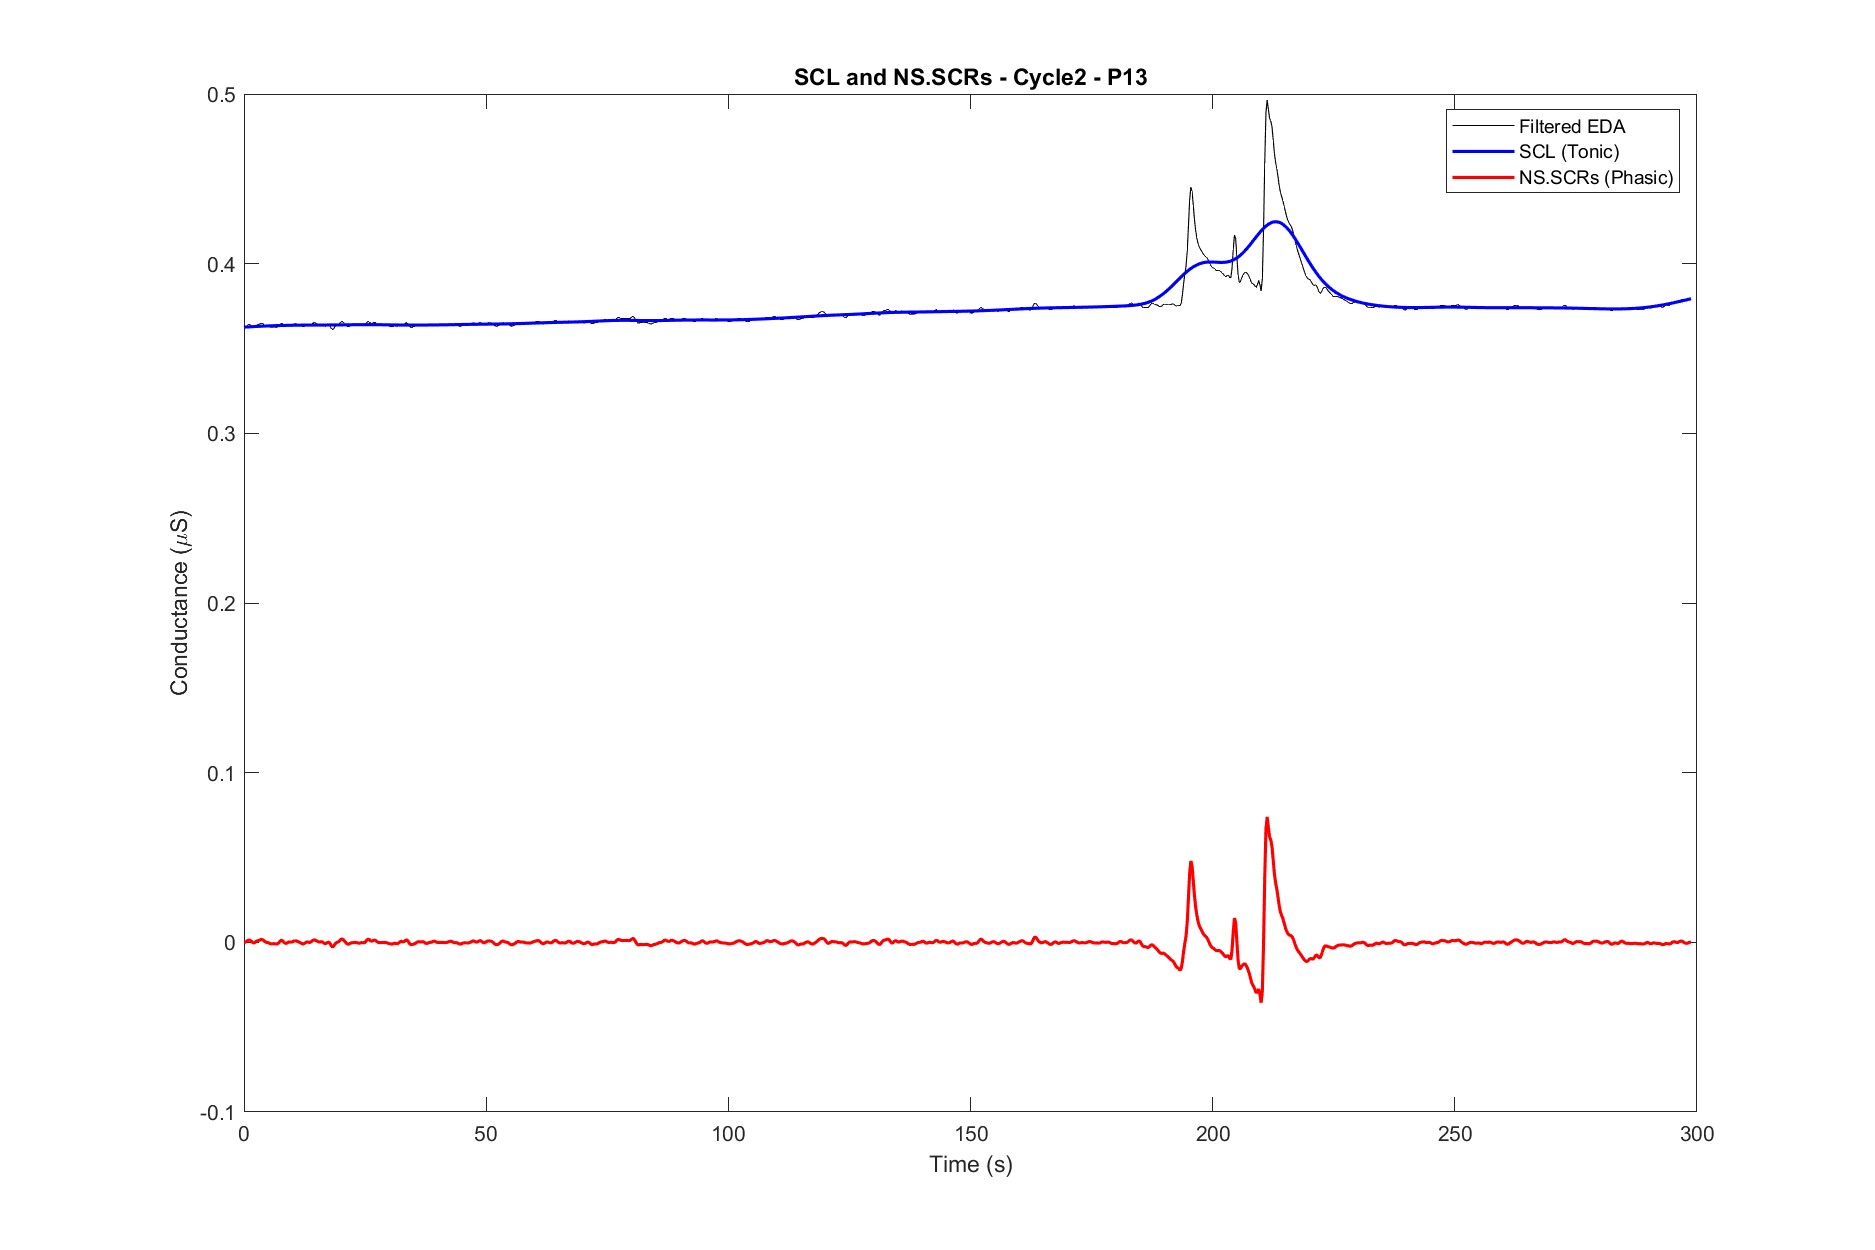 SCL and NS.SCRs - Cycle2 - P13
Filtered EDA
SCL (Tonic)
NS.SCRs (Phasic)
Conductance (μS)
0.5
0.4
0.3
0.2
0.1
0
-0.1
0 50 100 150 200 250 300
Time (s)